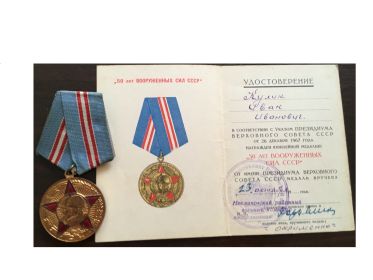 "50 лет ВООРУЖЕННЫХ СИЛ СССР"
УДОСТОВЕРЕНИЕ
Кулик
Иван
Иванович
В СООТВЕТСТВИИ С УКАЗОМ ПРЕЗИДИУМА
ВЕРХОВНОГО СОВЕТА СССР
от 26 декабря 1967 года
НАГРАЖДЕН ЮБИЛЕЙНОЙ МЕДАЛЬЮ
"50 ЛЕТ ВООРУЖЕННЫХ
СИЛ СССР"
ОТ ИМЕНИ ПРЕЗИДИУМА ВЕРХОВНОГО
СОВЕТА СССР МЕДАЛЬ ВРУЧЕНА
23
районный